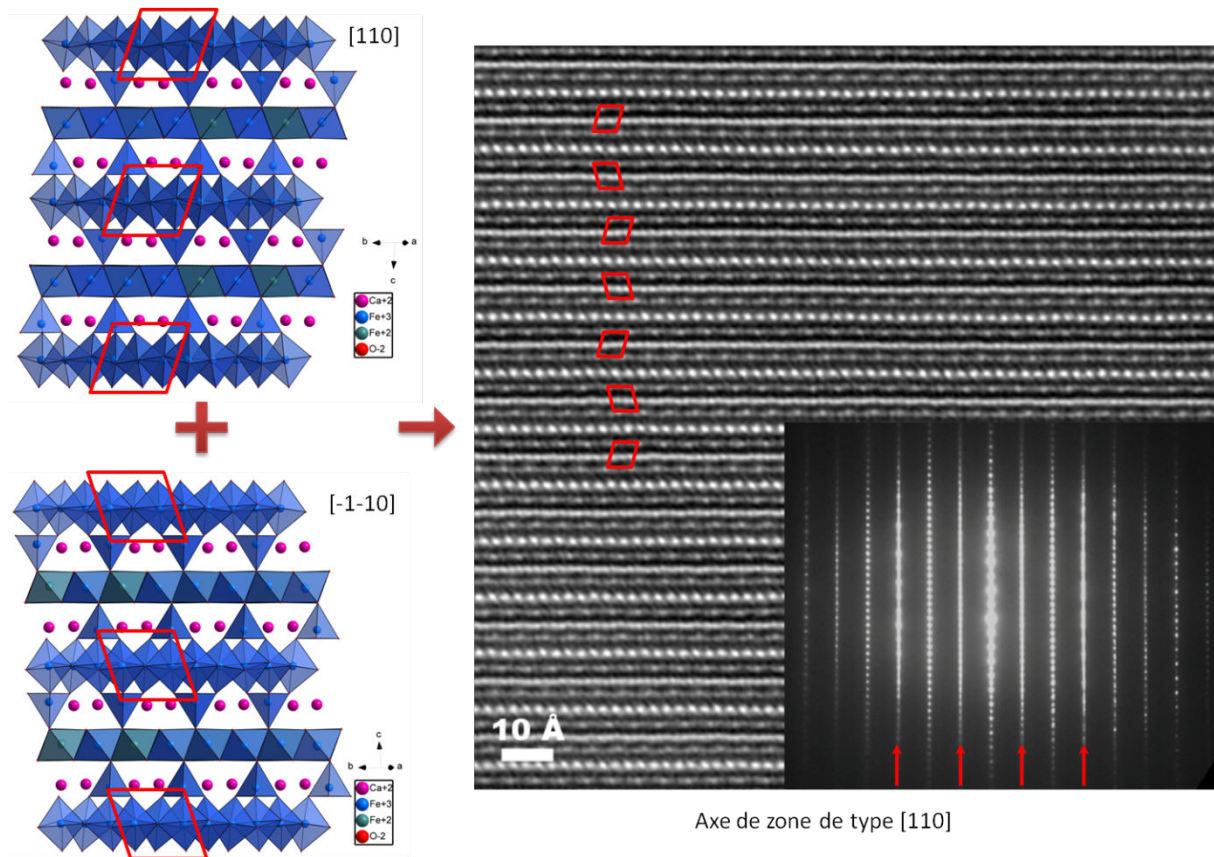 [110]
b
a
c
Ca+2
Fe+3
Fe+2
O-2
[-1-10]
c
b
a
Ca+2
Fe+3
Fe+2
O-2
10 Å
Axe de zone de type [110]